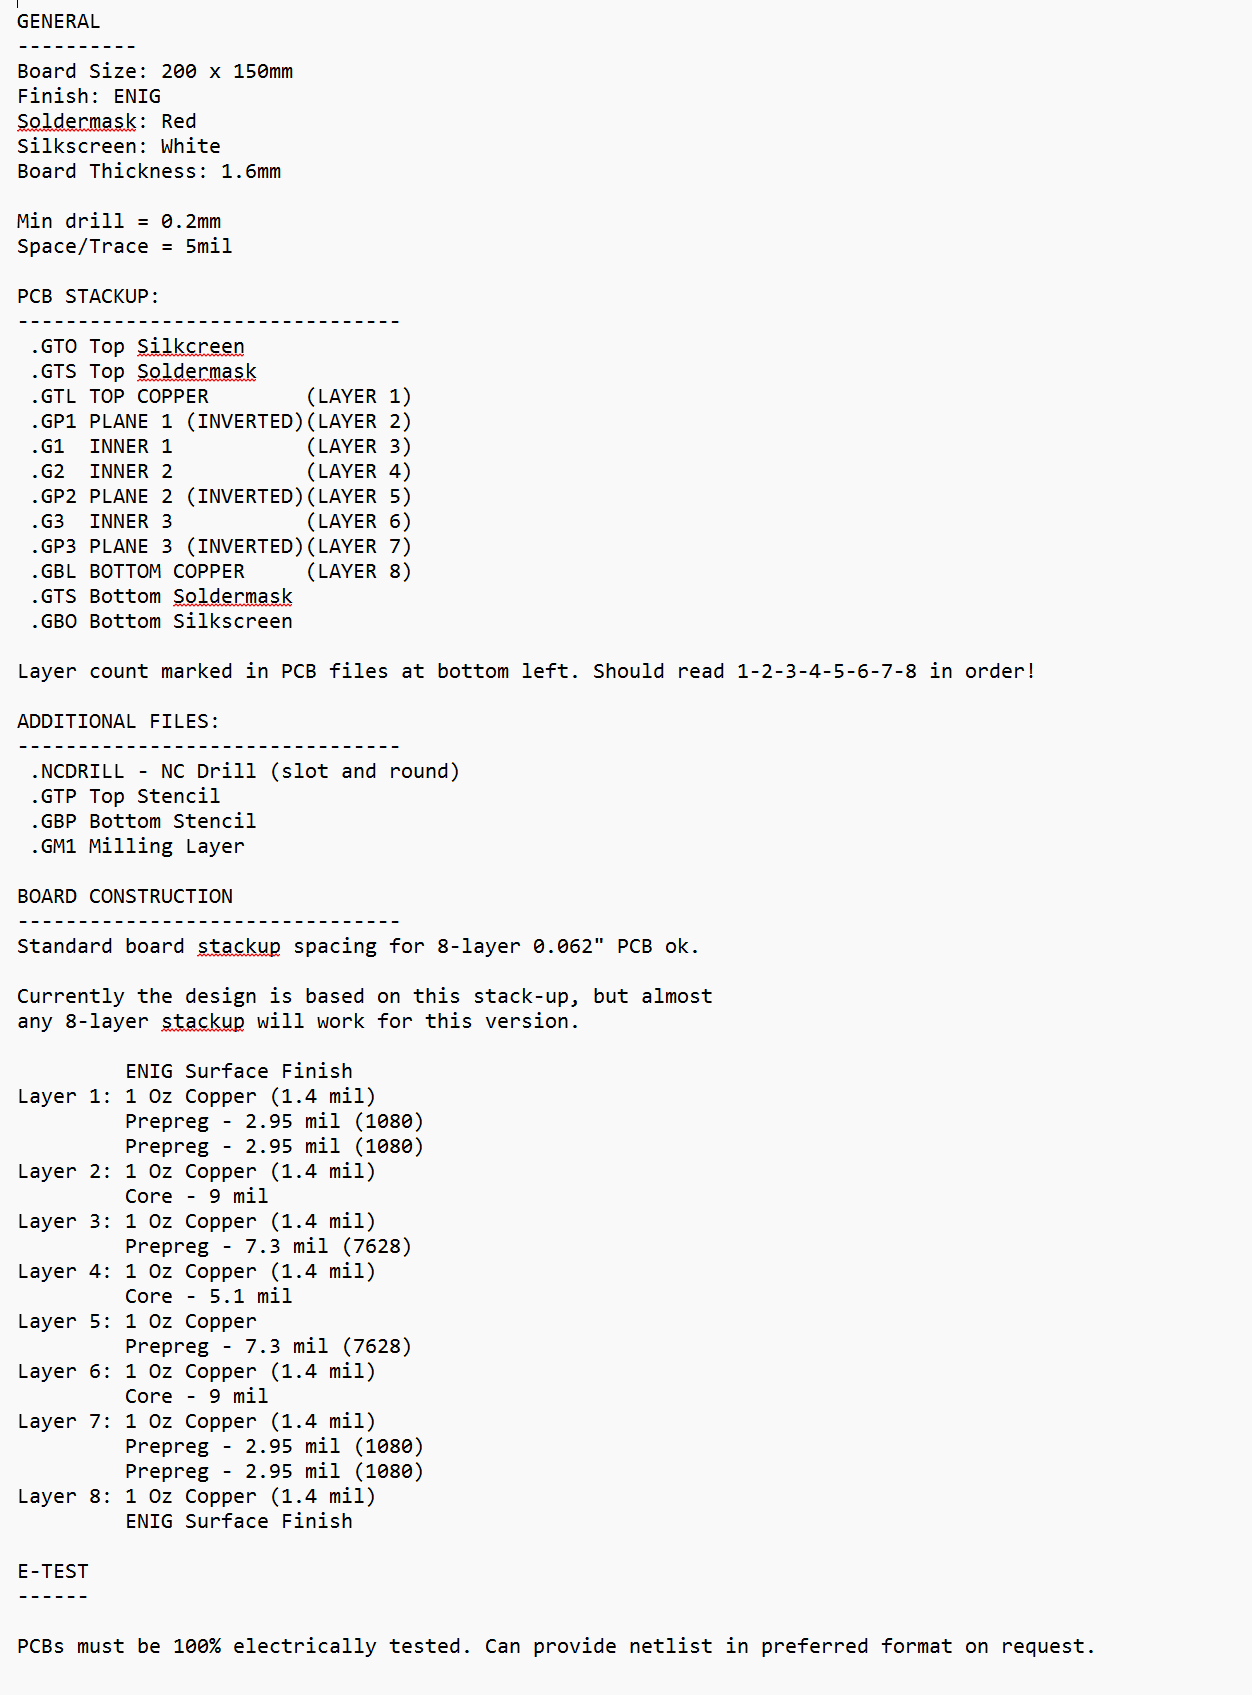 GENERAL
----------
Board Size: 200 x 150mm
Finish: ENIG
Soldermask: Red
Silkscreen: White
Board Thickness: 1.6mm

Min drill = 0.2mm
Space/Trace = 5mil

PCB STACKUP:
--------------------------------
 .GTO Top Silkcreen
 .GTS Top Soldermask
 .GTL TOP COPPER        (LAYER 1)
 .GP1 PLANE 1 (INVERTED)(LAYER 2)
 .G1  INNER 1           (LAYER 3)
 .G2  INNER 2           (LAYER 4)
 .GP2 PLANE 2 (INVERTED)(LAYER 5)
 .G3  INNER 3           (LAYER 6)
 .GP3 PLANE 3 (INVERTED)(LAYER 7)
 .GBL BOTTOM COPPER     (LAYER 8)
 .GTS Bottom Soldermask
 .GBO Bottom Silkscreen

Layer count marked in PCB files at bottom left. Should read 1-2-3-4-5-6-7-8 in order!

ADDITIONAL FILES:
--------------------------------
 .NCDRILL - NC Drill (slot and round)
 .GTP Top Stencil
 .GBP Bottom Stencil
 .GM1 Milling Layer

BOARD CONSTRUCTION
--------------------------------
Standard board stackup spacing for 8-layer 0.062" PCB ok.

Currently the design is based on this stack-up, but almost
any 8-layer stackup will work for this version.

         ENIG Surface Finish
Layer 1: 1 Oz Copper (1.4 mil)
         Prepreg - 2.95 mil (1080)
         Prepreg - 2.95 mil (1080)
Layer 2: 1 Oz Copper (1.4 mil)
         Core - 9 mil
Layer 3: 1 Oz Copper (1.4 mil)
         Prepreg - 7.3 mil (7628)
Layer 4: 1 Oz Copper (1.4 mil)
         Core - 5.1 mil
Layer 5: 1 Oz Copper
         Prepreg - 7.3 mil (7628)
Layer 6: 1 Oz Copper (1.4 mil)
         Core - 9 mil
Layer 7: 1 Oz Copper (1.4 mil)
         Prepreg - 2.95 mil (1080)
         Prepreg - 2.95 mil (1080)
Layer 8: 1 Oz Copper (1.4 mil)
         ENIG Surface Finish

E-TEST
------

PCBs must be 100% electrically tested. Can provide netlist in preferred format on request.